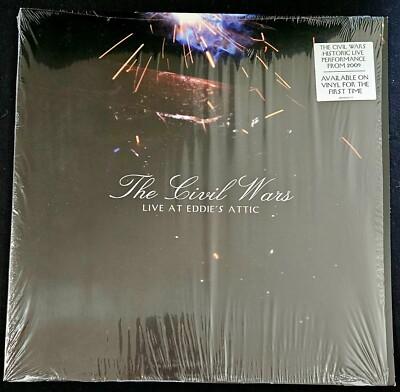 THE CIVIL WARS
HISTORIC LIVE
PERFORMANCE
FROM 2009
AVAILABLE ON
VINYL FOR THE
FIRST TIME
The Civil Wars
LIVE AT EDDIE'S ATTIC